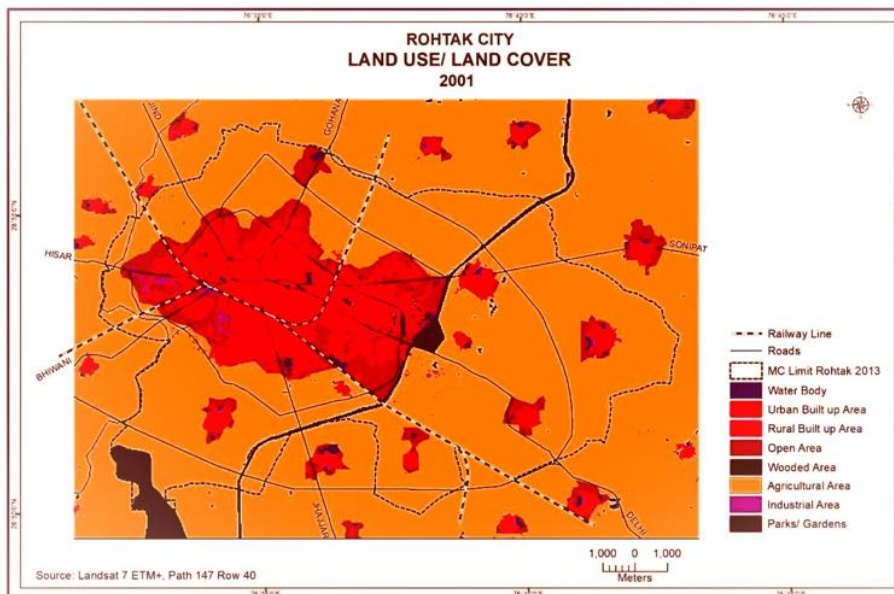 ROHTAK CITY
LAND USE/ LAND COVER
2001
JIND
GOHANA
HISAR
SONIPAT
BHIWANI
JHAJJAR
DELHI
Railway Line
Roads
MC Limit Rohtak 2013
Water Body
Urban Built up Area
Rural Built up Area
Open Area
Wooded Area
Agricultural Area
Industrial Area
Parks/ Gardens
1,000 0 1,000
Meters
Source: Landsat 7 ETM+, Path 147 Row 40